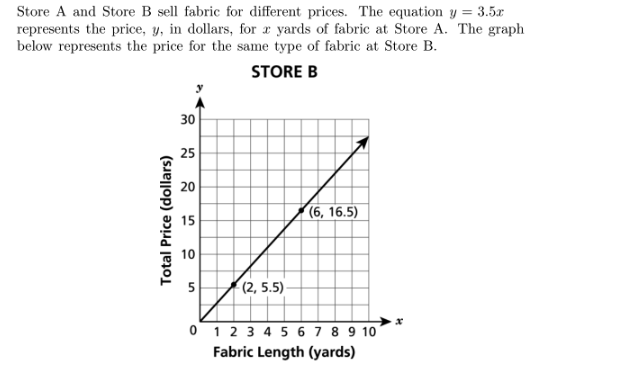 Store A and Store B sell fabric for different prices. The equation y = 3.5x
represents the price, y, in dollars, for x yards of fabric at Store A. The graph
below represents the price for the same type of fabric at Store B.
STORE B
y
30
25
20
15
10
5
Total Price (dollars)
(6, 16.5)
(2, 5.5)
0 1 2 3 4 5 6 7 8 9 10
x
Fabric Length (yards)